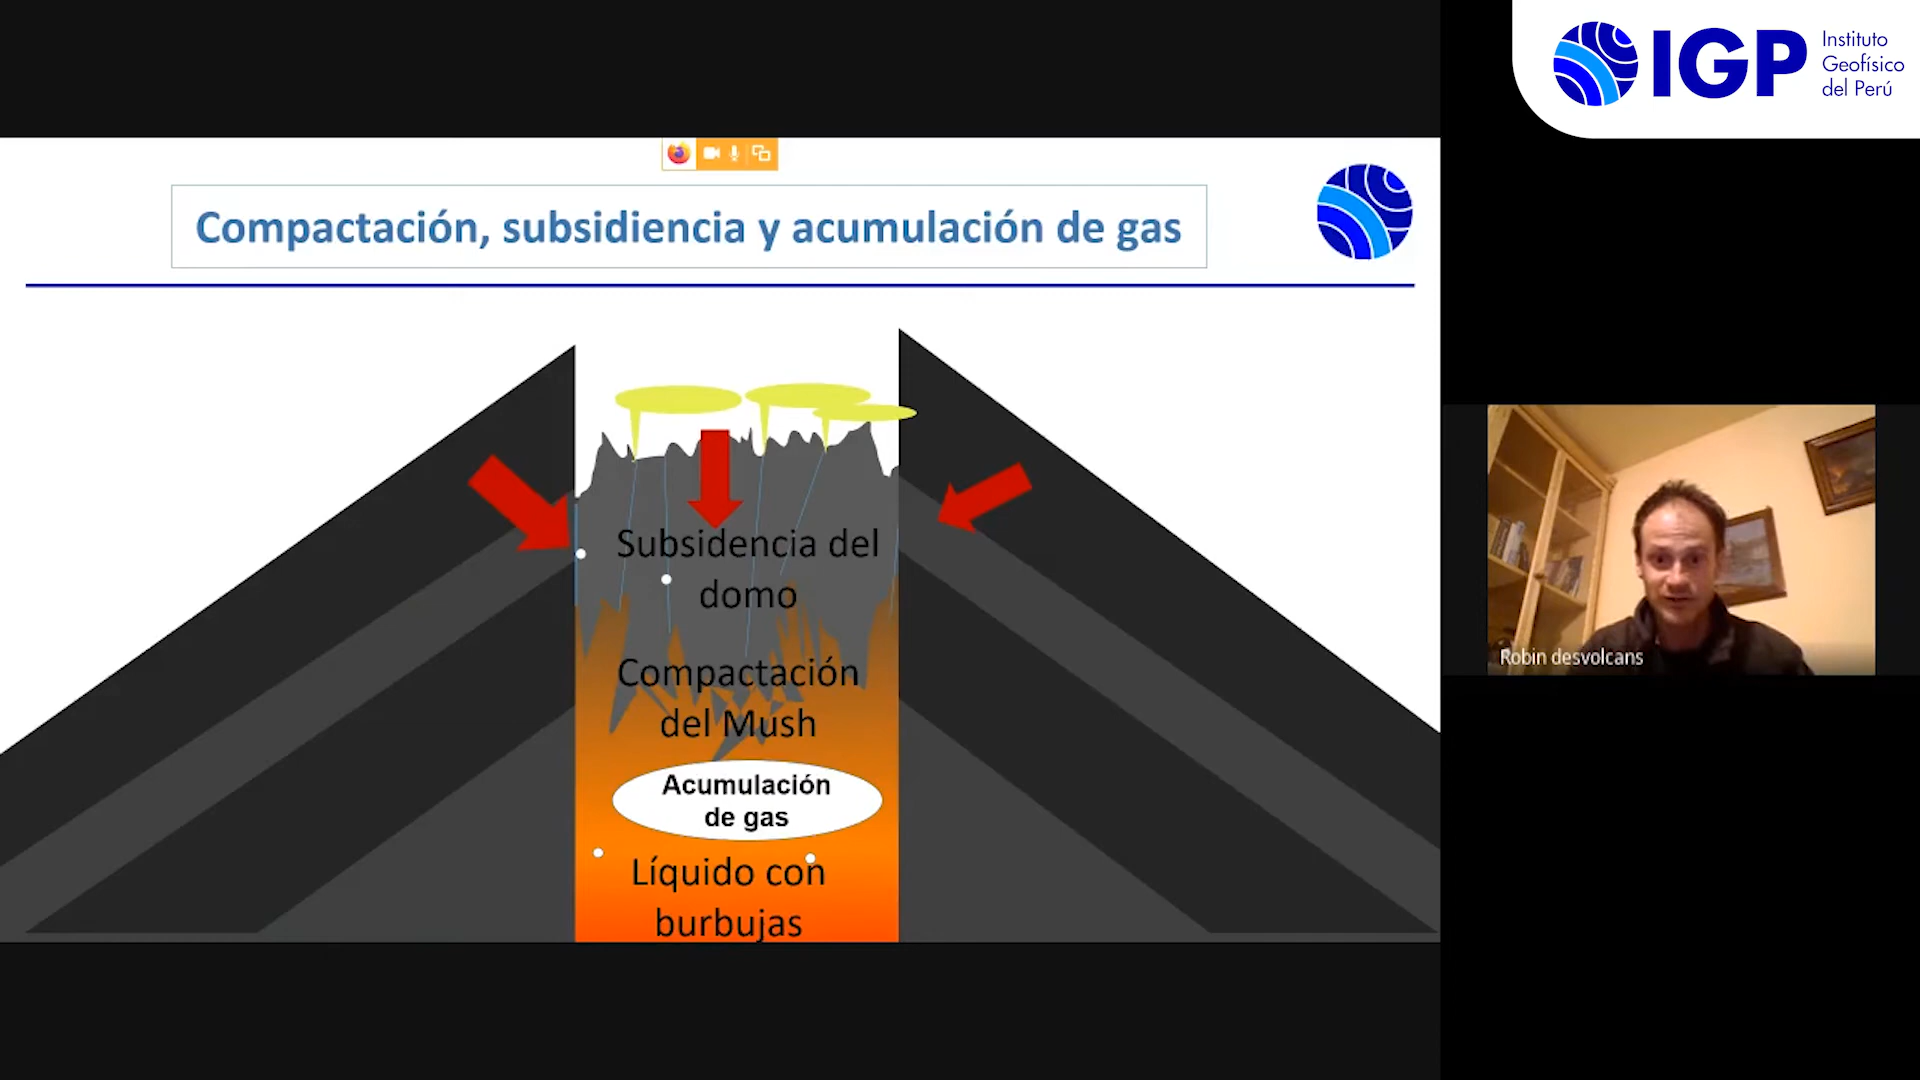 IGP
Instituto
Geofísico
del Perú
Compactación, subsidiencia y acumulación de gas
Subsidencia del
domo
Compactación
del Mush
Acumulación
de gas
Líquido con
burbujas
Robin desvolcans